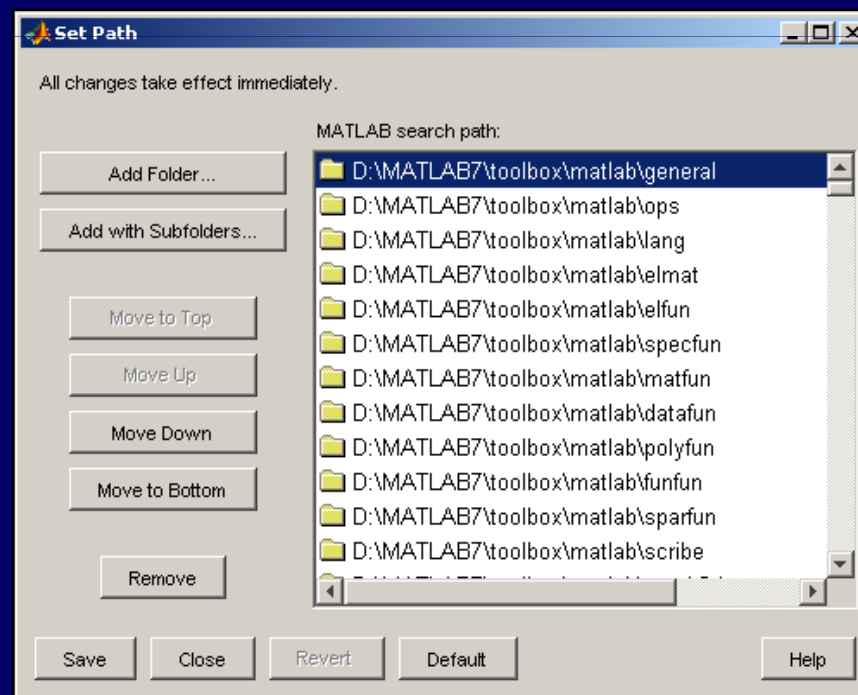 Set Path
All changes take effect immediately.
MATLAB search path:
Add Folder...
Add with Subfolders...
Move to Top
Move Up
Move Down
Move to Bottom
Remove
D:\MATLAB7\toolbox\matlab\general
D:\MATLAB7\toolbox\matlab\ops
D:\MATLAB7\toolbox\matlab\lang
D:\MATLAB7\toolbox\matlab\elmat
D:\MATLAB7\toolbox\matlab\elfun
D:\MATLAB7\toolbox\matlab\specfun
D:\MATLAB7\toolbox\matlab\matfun
D:\MATLAB7\toolbox\matlab\datafun
D:\MATLAB7\toolbox\matlab\polyfun
D:\MATLAB7\toolbox\matlab\funfun
D:\MATLAB7\toolbox\matlab\sparfun
D:\MATLAB7\toolbox\matlab\scribe
Save
Close
Revert
Default
Help